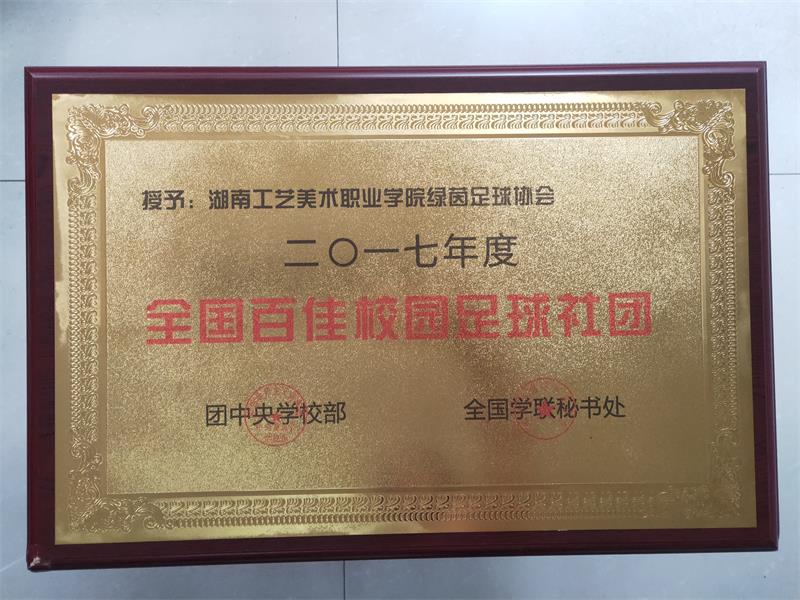 授予：湖南工艺美术职业学院绿茵足球协会
二〇一七年度
全国百佳校园足球社团
团中央学校部 全国学联秘书处